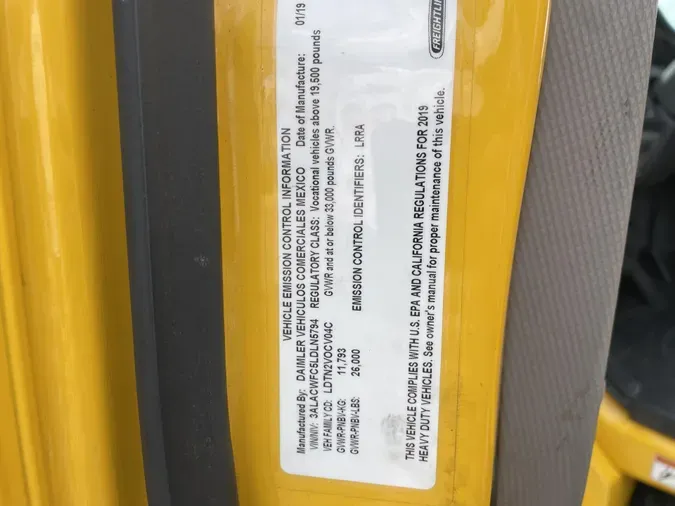 VEHICLE EMISSION CONTROL INFORMATION
Manufactured By: DAIMLER VEHICULOS COMERCIALES MEXICO Date of Manufacture: 01/19
VIN/NIV: 3ALACWFC5LDLN5794 REGULATORY CLASS: Vocational vehicles above 19,500 pounds
VEH FAMILY CD: LDTN2VOCV04C GVWR and at or below 33,000 pounds GVWR.
GVWR-PNBV-KG: 11,793
GVWR-PNBV-LBS: 26,000 EMISSION CONTROL IDENTIFIERS: LRRA
THIS VEHICLE COMPLIES WITH U.S. EPA AND CALIFORNIA REGULATIONS FOR 2019
HEAVY DUTY VEHICLES. See owner's manual for proper maintenance of this vehicle.